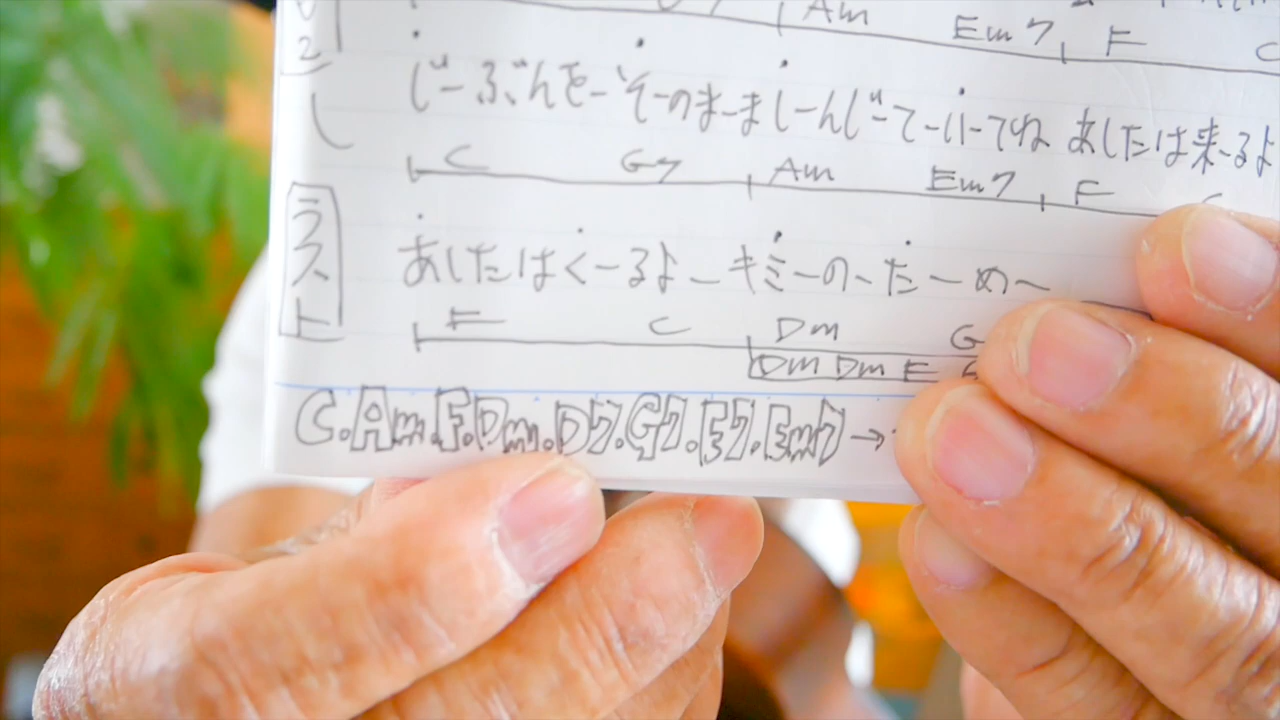 Am Em7 F C
2
じーぶんをーそーのまーましーんじーてーいーてね あしたは来ーるよ
C G7 Am Em7 F
ラスト
あしたはくーるよーキミーのーたーめー
F C Dm G
Dm Dm F
C.Am.F.Dm.D7.G7.E7.Em7→